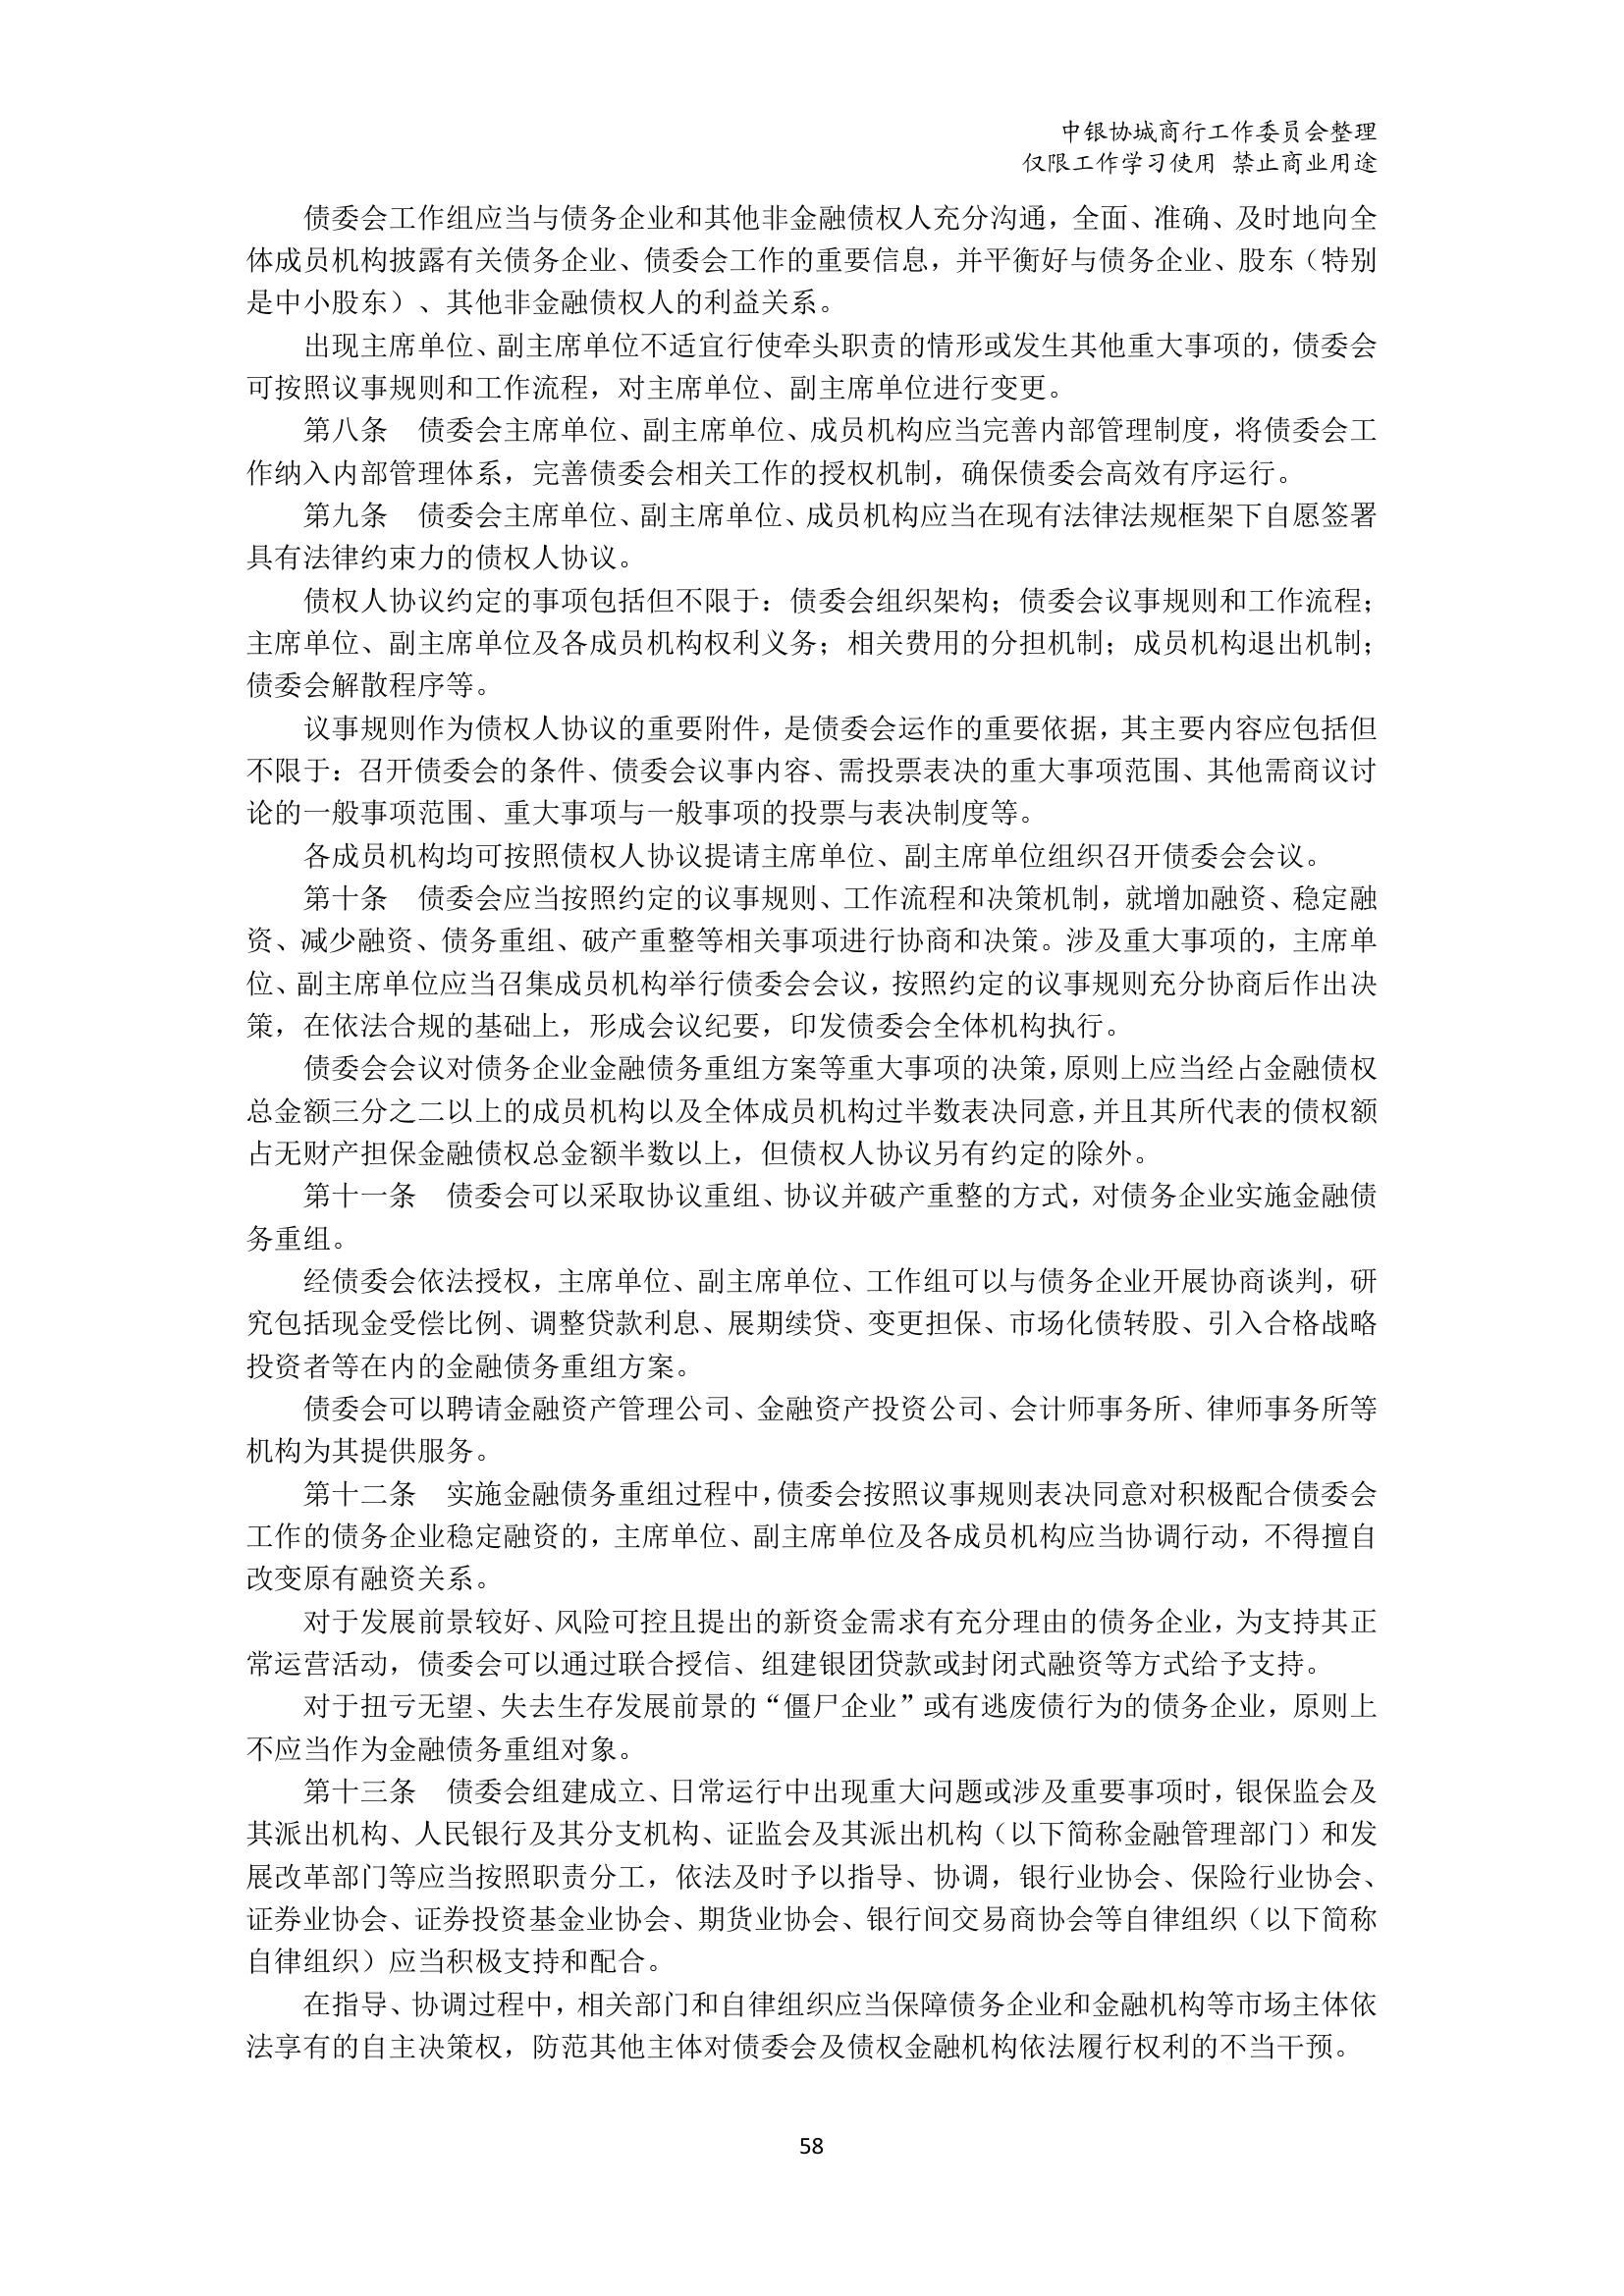 中银协城商行工作委员会整理
仅限工作学习使用 禁止商业用途
债委会工作组应当与债务企业和其他非金融债权人充分沟通，全面、准确、及时地向全
体成员机构披露有关债务企业、债委会工作的重要信息，并平衡好与债务企业、股东（特别
是中小股东）、其他非金融债权人的利益关系。
出现主席单位、副主席单位不适宜行使牵头职责的情形或发生其他重大事项的，债委会
可按照议事规则和工作流程，对主席单位、副主席单位进行变更。
第八条　债委会主席单位、副主席单位、成员机构应当完善内部管理制度，将债委会工
作纳入内部管理体系，完善债委会相关工作的授权机制，确保债委会高效有序运行。
第九条　债委会主席单位、副主席单位、成员机构应当在现有法律法规框架下自愿签署
具有法律约束力的债权人协议。
债权人协议约定的事项包括但不限于：债委会组织架构；债委会议事规则和工作流程；
主席单位、副主席单位及各成员机构权利义务；相关费用的分担机制；成员机构退出机制；
债委会解散程序等。
议事规则作为债权人协议的重要附件，是债委会运作的重要依据，其主要内容应包括但
不限于：召开债委会的条件、债委会议事内容、需投票表决的重大事项范围、其他需商议讨
论的一般事项范围、重大事项与一般事项的投票与表决制度等。
各成员机构均可按照债权人协议提请主席单位、副主席单位组织召开债委会会议。
第十条　债委会应当按照约定的议事规则、工作流程和决策机制，就增加融资、稳定融
资、减少融资、债务重组、破产重整等相关事项进行协商和决策。涉及重大事项的，主席单
位、副主席单位应当召集成员机构举行债委会会议，按照约定的议事规则充分协商后作出决
策，在依法合规的基础上，形成会议纪要，印发债委会全体机构执行。
债委会会议对债务企业金融债务重组方案等重大事项的决策，原则上应当经占金融债权
总金额三分之二以上的成员机构以及全体成员机构过半数表决同意，并且其所代表的债权额
占无财产担保金融债权总金额半数以上，但债权人协议另有约定的除外。
第十一条　债委会可以采取协议重组、协议并破产重整的方式，对债务企业实施金融债
务重组。
经债委会依法授权，主席单位、副主席单位、工作组可以与债务企业开展协商谈判，研
究包括现金受偿比例、调整贷款利息、展期续贷、变更担保、市场化债转股、引入合格战略
投资者等在内的金融债务重组方案。
债委会可以聘请金融资产管理公司、金融资产投资公司、会计师事务所、律师事务所等
机构为其提供服务。
第十二条　实施金融债务重组过程中，债委会按照议事规则表决同意对积极配合债委会
工作的债务企业稳定融资的，主席单位、副主席单位及各成员机构应当协调行动，不得擅自
改变原有融资关系。
对于发展前景较好、风险可控且提出的新资金需求有充分理由的债务企业，为支持其正
常运营活动，债委会可以通过联合授信、组建银团贷款或封闭式融资等方式给予支持。
对于扭亏无望、失去生存发展前景的“僵尸企业”或有逃废债行为的债务企业，原则上
不应当作为金融债务重组对象。
第十三条　债委会组建成立、日常运行中出现重大问题或涉及重要事项时，银保监会及
其派出机构、人民银行及其分支机构、证监会及其派出机构（以下简称金融管理部门）和发
展改革部门等应当按照职责分工，依法及时予以指导、协调，银行业协会、保险行业协会、
证券业协会、证券投资基金业协会、期货业协会、银行间交易商协会等自律组织（以下简称
自律组织）应当积极支持和配合。
在指导、协调过程中，相关部门和自律组织应当保障债务企业和金融机构等市场主体依
法享有的自主决策权，防范其他主体对债委会及债权金融机构依法履行权利的不当干预。
58